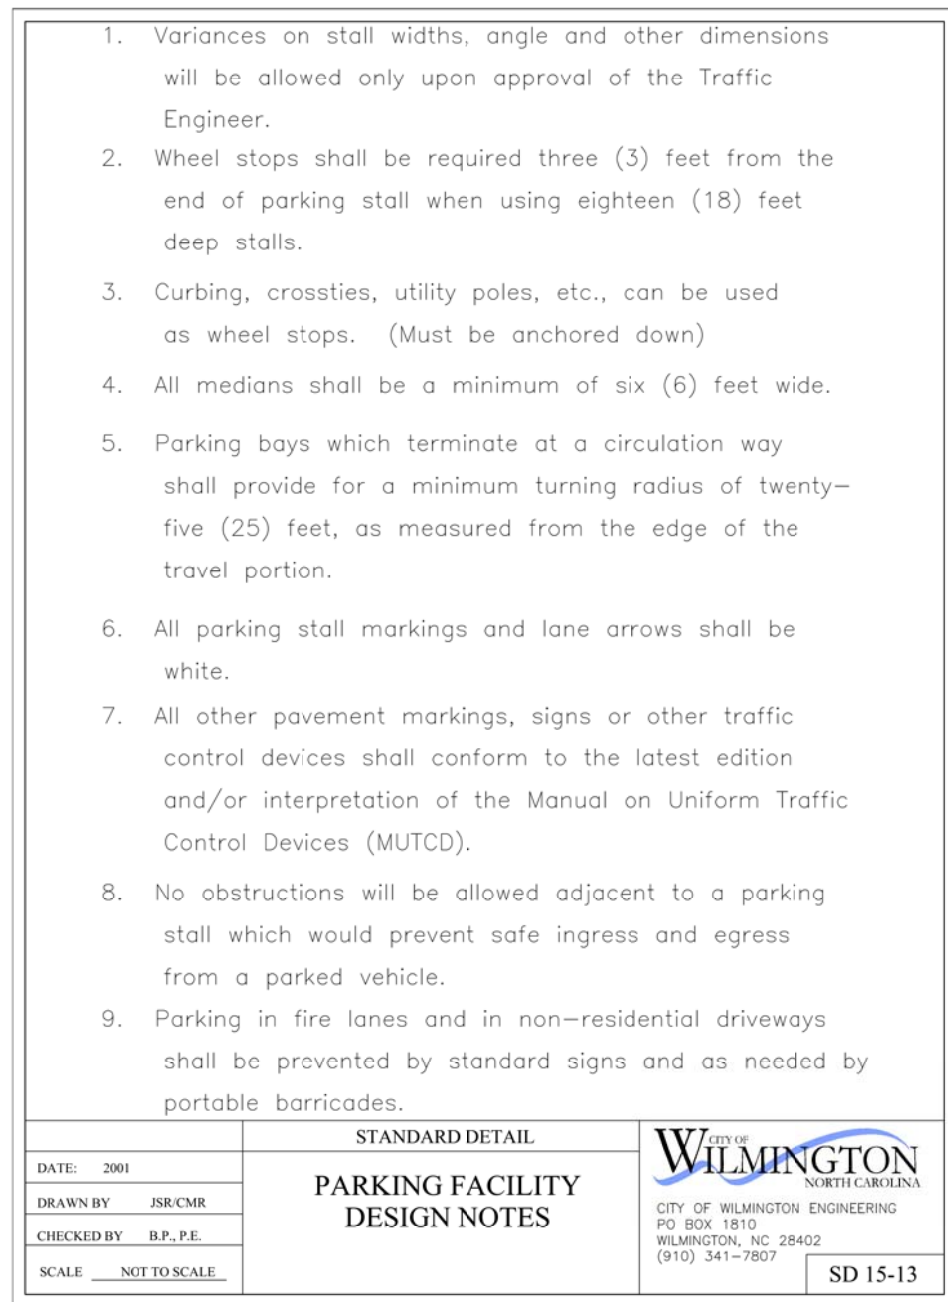 1. Variances on stall widths, angle and other dimensions
will be allowed only upon approval of the Traffic
Engineer.
2. Wheel stops shall be required three (3) feet from the
end of parking stall when using eighteen (18) feet
deep stalls.
3. Curbing, crossties, utility poles, etc., can be used
as wheel stops. (Must be anchored down)
4. All medians shall be a minimum of six (6) feet wide.
5. Parking bays which terminate at a circulation way
shall provide for a minimum turning radius of twenty-
five (25) feet, as measured from the edge of the
travel portion.
6. All parking stall markings and lane arrows shall be
white.
7. All other pavement markings, signs or other traffic
control devices shall conform to the latest edition
and/or interpretation of the Manual on Uniform Traffic
Control Devices (MUTCD).
8. No obstructions will be allowed adjacent to a parking
stall which would prevent safe ingress and egress
from a parked vehicle.
9. Parking in fire lanes and in non-residential driveways
shall be prevented by standard signs and as needed by
portable barricades.
DATE: 2001
DRAWN BY JSR/CMR
CHECKED BY B.P., P.E.
SCALE NOT TO SCALE
STANDARD DETAIL
PARKING FACILITY
DESIGN NOTES
CITY OF
WILMINGTON
NORTH CAROLINA
CITY OF WILMINGTON ENGINEERING
PO BOX 1810
WILMINGTON, NC 28402
(910) 341-7807
SD 15-13